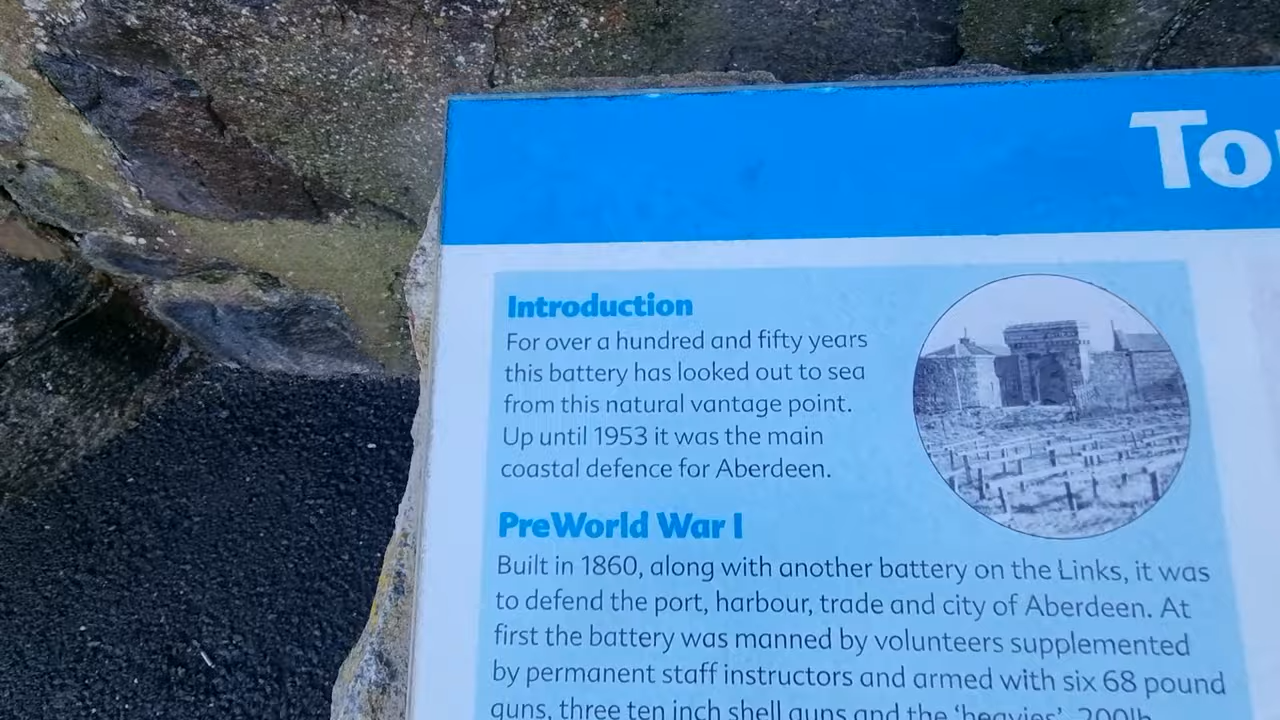 To
Introduction
For over a hundred and fifty years
this battery has looked out to sea
from this natural vantage point.
Up until 1953 it was the main
coastal defence for Aberdeen.
PreWorld War I
Built in 1860, along with another battery on the Links, it was
to defend the port, harbour, trade and city of Aberdeen. At
first the battery was manned by volunteers supplemented
by permanent staff instructors and armed with six 68 pound
guns, three ten inch shell guns and the ‘heavies’, 200lb